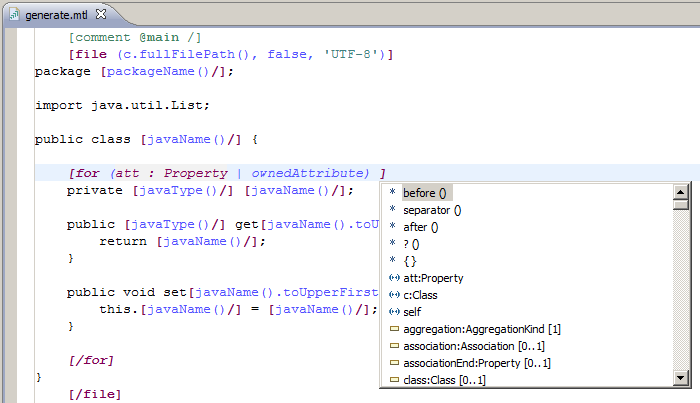 generate.mtl
[comment @main /]
[file (c.fullFilePath(), false, 'UTF-8')]
package [packageName()/];
import java.util.List;
public class [javaName()/] {
[for (att : Property | ownedAttribute) ]
private [javaType()/] [javaName()/];
public [javaType()/] get[javaName().toU
return [javaName()/];
}
public void set[javaName().toUpperFirst
this.[javaName()/] = [javaName()/];
}
[/for]
}
[/file]
* before ()
* separator ()
* after ()
* ? ()
* { }
att:Property
c:Class
self
aggregation:AggregationKind [1]
association:Association [0..1]
associationEnd:Property [0..1]
class:Class [0..1]